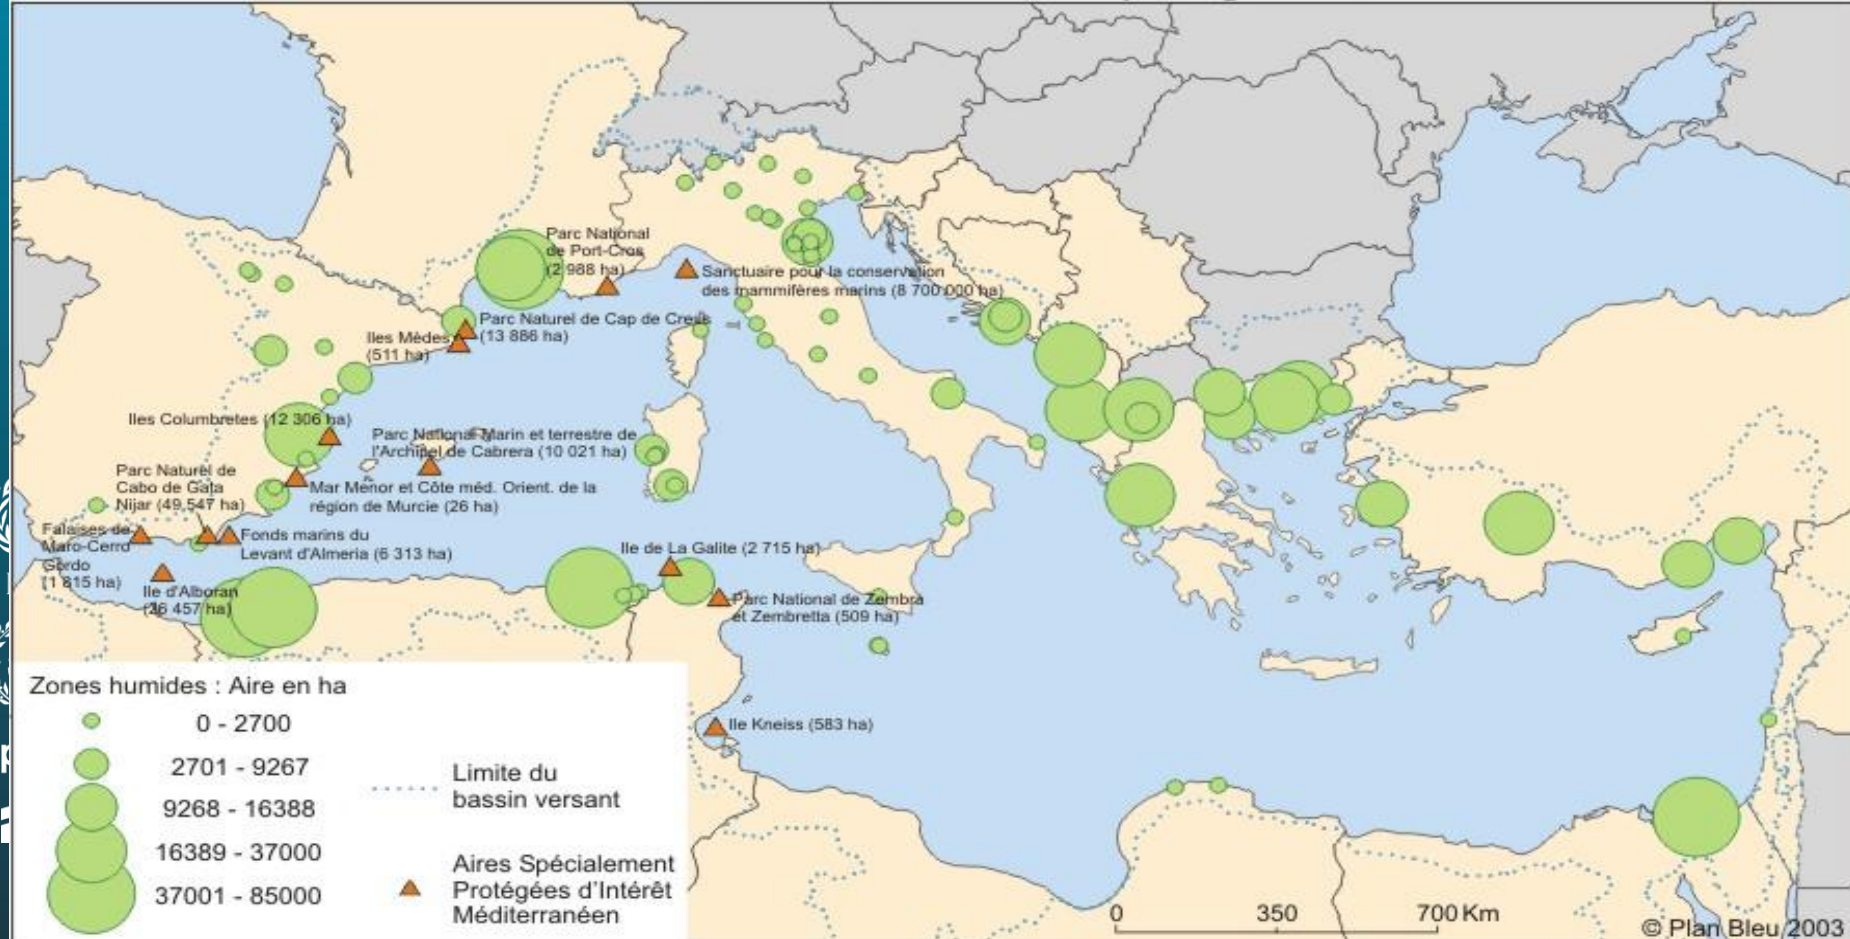 Parc National
de Port-Cros
(2 988 ha)
Sanctuaire pour la conservation
des mammifères marins (8 700 000 ha)
Parc Naturel de Cap de Creus
(13 886 ha)
Iles Mèdes
(511 ha)
Iles Columbretes (12 306 ha)
Parc National Marin et terrestre de
l'Archipel de Cabrera (10 021 ha)
Parc Naturel de
Cabo de Gata
Nijar (49 547 ha)
Mar Menor et Côte méd. Orient. de la
région de Murcie (26 ha)
Falaises de
Maro-Cerro
Gordo
(1 815 ha)
Fonds marins du
Levant d'Almeria (6 313 ha)
Ile d'Alboran
(26 457 ha)
Ile de La Galite (2 715 ha)
Parc National de Zembra
et Zembretta (509 ha)
Ile Kneiss (583 ha)
Zones humides : Aire en ha
0 - 2700
2701 - 9267
9268 - 16388
16389 - 37000
37001 - 85000
Limite du
bassin versant
Aires Spécialement
Protégées d'Intérêt
Méditerranéen
0 350 700 Km
© Plan Bleu 2003